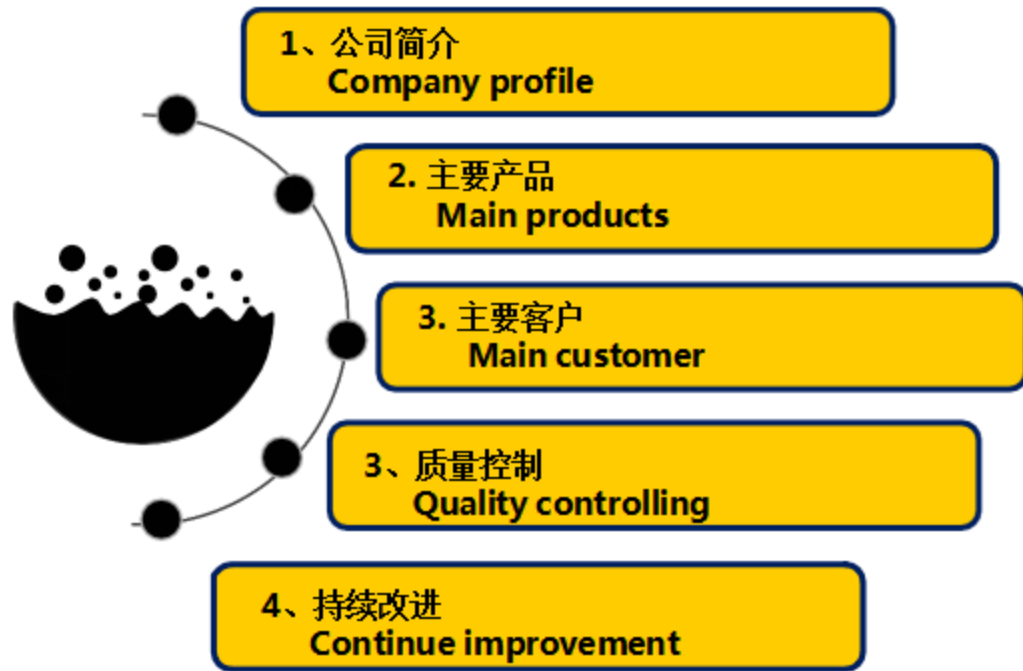 1、公司简介
Company profile
2. 主要产品
Main products
3. 主要客户
Main customer
3、质量控制
Quality controlling
4、持续改进
Continue improvement